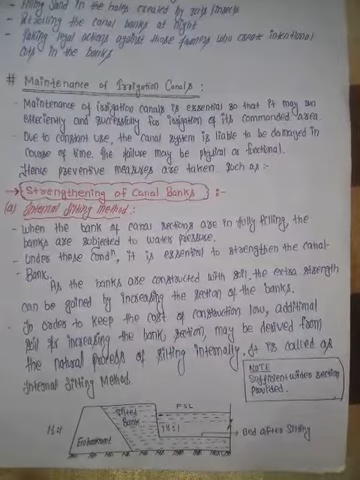 - Filling sand in the holes created by
- Patrolling the canal banks at night
- Taking legal actions against those farmers who create intentional
cuts in the banks
# Maintenance of Irrigation Canals :
- Maintenance of irrigation canals is essential so that it may run
efficiently and successfully for irrigation of its commanded area.
- Due to constant use, the canal system is liable to be damaged in
course of time. The failure may be physical or functional.
Hence preventive measures are taken such as :-
→ Strengthening of Canal Banks :-
(a) Internal Silting Method :
- When the bank of canal sections are in fully filling, the
banks are subjected to water pressure.
- Under these condⁿ, it is essential to strengthen the canal-
- Bank.
As the banks are constructed with soil, the extra strength
can be gained by increasing the section of the banks.
- In order to keep the cost of construction low, additional
soil for increasing the bank section, may be derived from
the natural process of silting internally. It is called as
Internal Silting Method.
NOTE
Sufficient wider section
provided.
F S L
Silted
Bank
Embankment
Bed after Silting